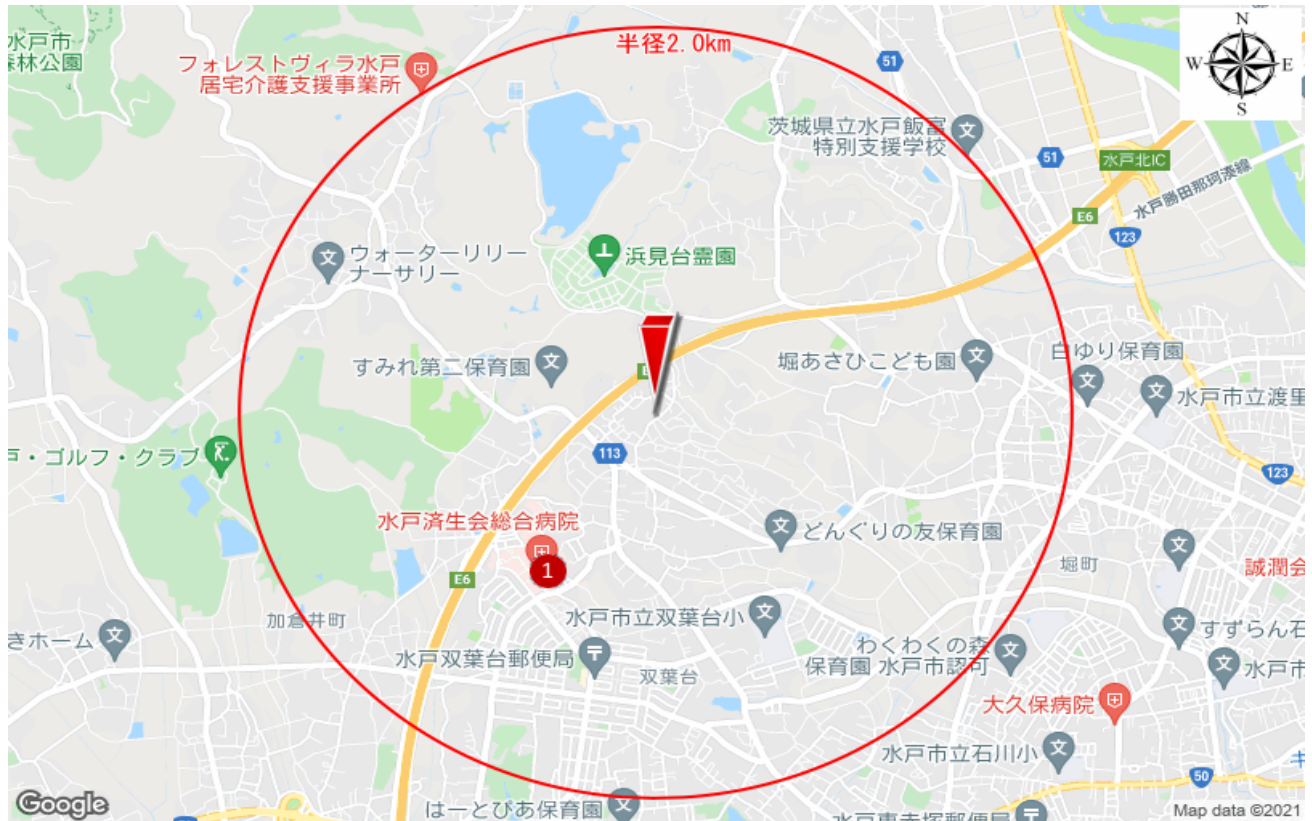 半径2.0km
N
W
E
S
水戸市
森林公園
フォレストヴィラ水戸
居宅介護支援事業所
51
茨城県立水戸飯富
特別支援学校
51
水戸北IC
水戸勝田那珂湊線
E6
123
ウォーターリリー
ナーサリー
浜見台霊園
すみれ第二保育園
堀あさひこども園
白ゆり保育園
水戸市立渡里
戸・ゴルフ・クラブ
113
123
水戸済生会総合病院
1
どんぐりの友保育園
堀町
誠潤会
E6
加倉井町
水戸市立双葉台小
きホーム
水戸双葉台郵便局
双葉台
わくわくの森
保育園 水戸市認可
すずらん石
水戸市
大久保病院
水戸市立石川小
50
Google
はーとぴあ保育園
水戸東赤塚郵便局
Map data ©2021